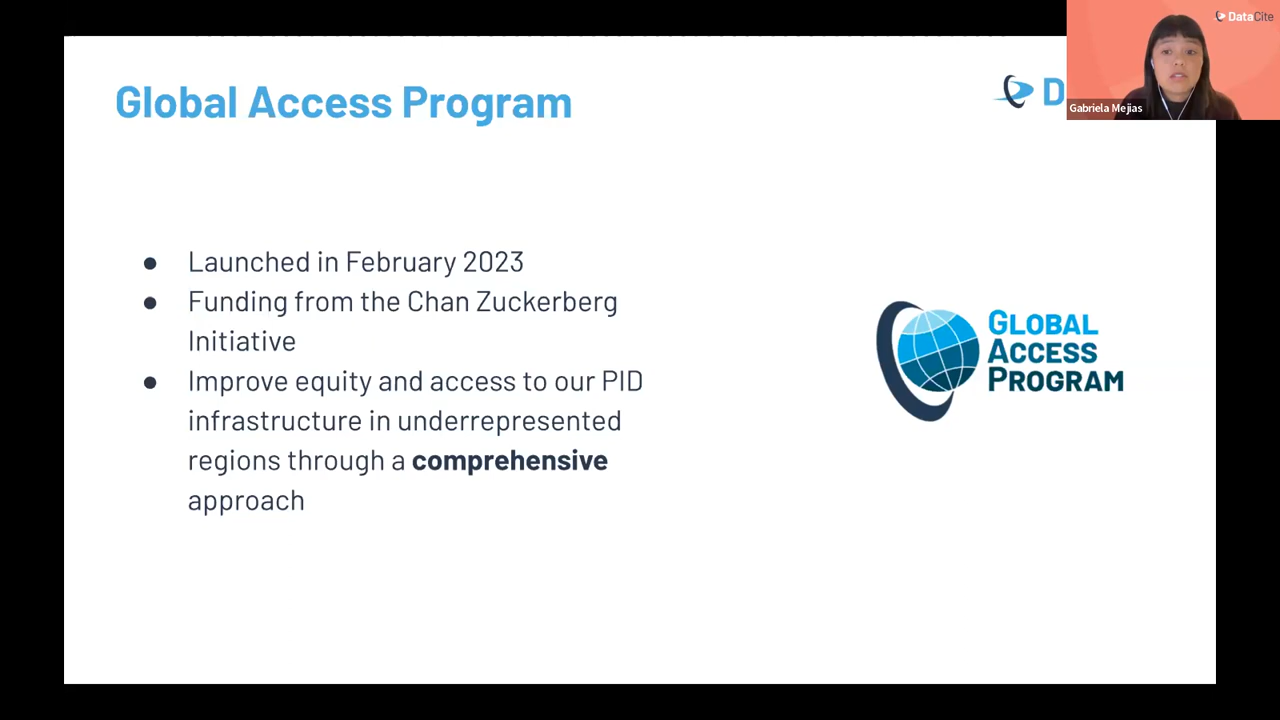 Global Access Program
D
DataCite
Gabriela Mejias
● Launched in February 2023
● Funding from the Chan Zuckerberg
Initiative
● Improve equity and access to our PID
infrastructure in underrepresented
regions through a comprehensive
approach
GLOBAL
ACCESS
PROGRAM